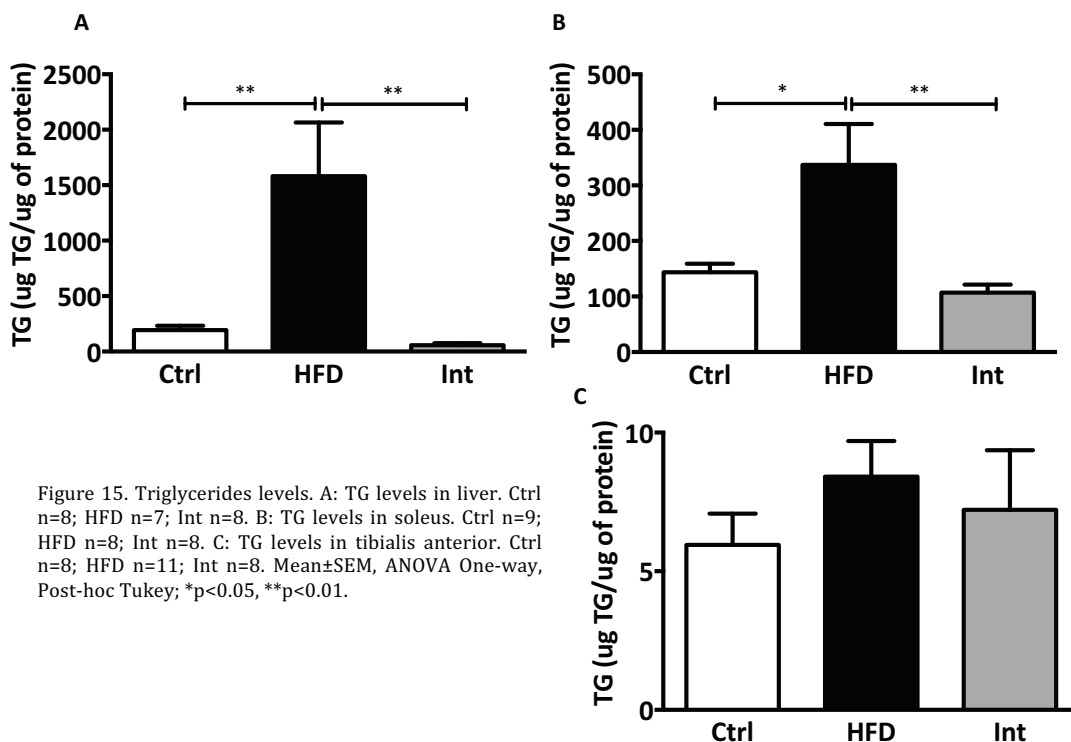 A
TG (ug TG/ug of protein)
2500
2000
1500
1000
500
0
**
**
Ctrl HFD Int
B
TG (ug TG/ug of protein)
500
400
300
200
100
0
*
**
Ctrl HFD Int
C
TG (ug TG/ug of protein)
10
5
0
Ctrl HFD Int
Figure 15. Triglycerides levels. A: TG levels in liver. Ctrl
n=8; HFD n=7; Int n=8. B: TG levels in soleus. Ctrl n=9;
HFD n=8; Int n=8. C: TG levels in tibialis anterior. Ctrl
n=8; HFD n=11; Int n=8. Mean±SEM, ANOVA One-way,
Post-hoc Tukey; *p<0.05, **p<0.01.